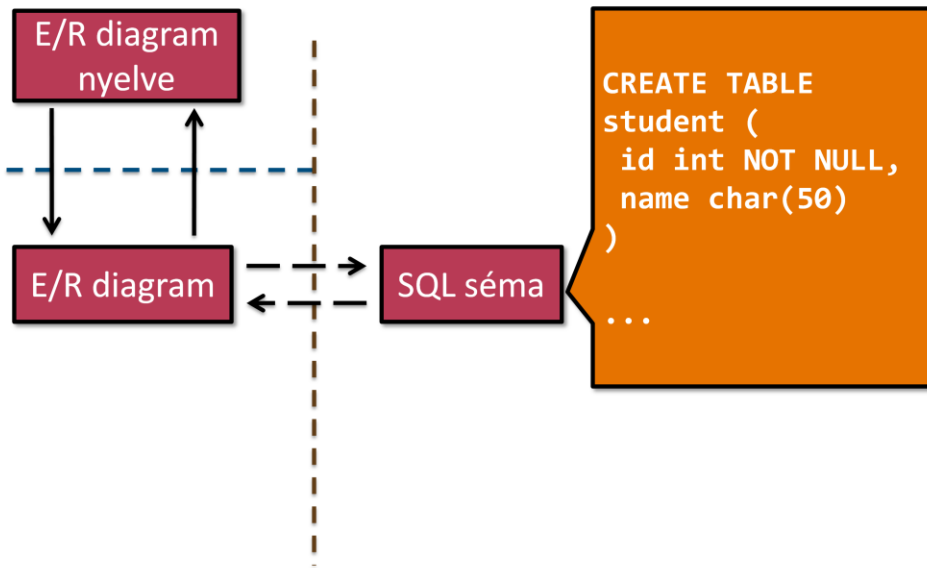 E/R diagram
nyelve
E/R diagram
SQL séma
CREATE TABLE
student (
 id int NOT NULL,
 name char(50)
)
...